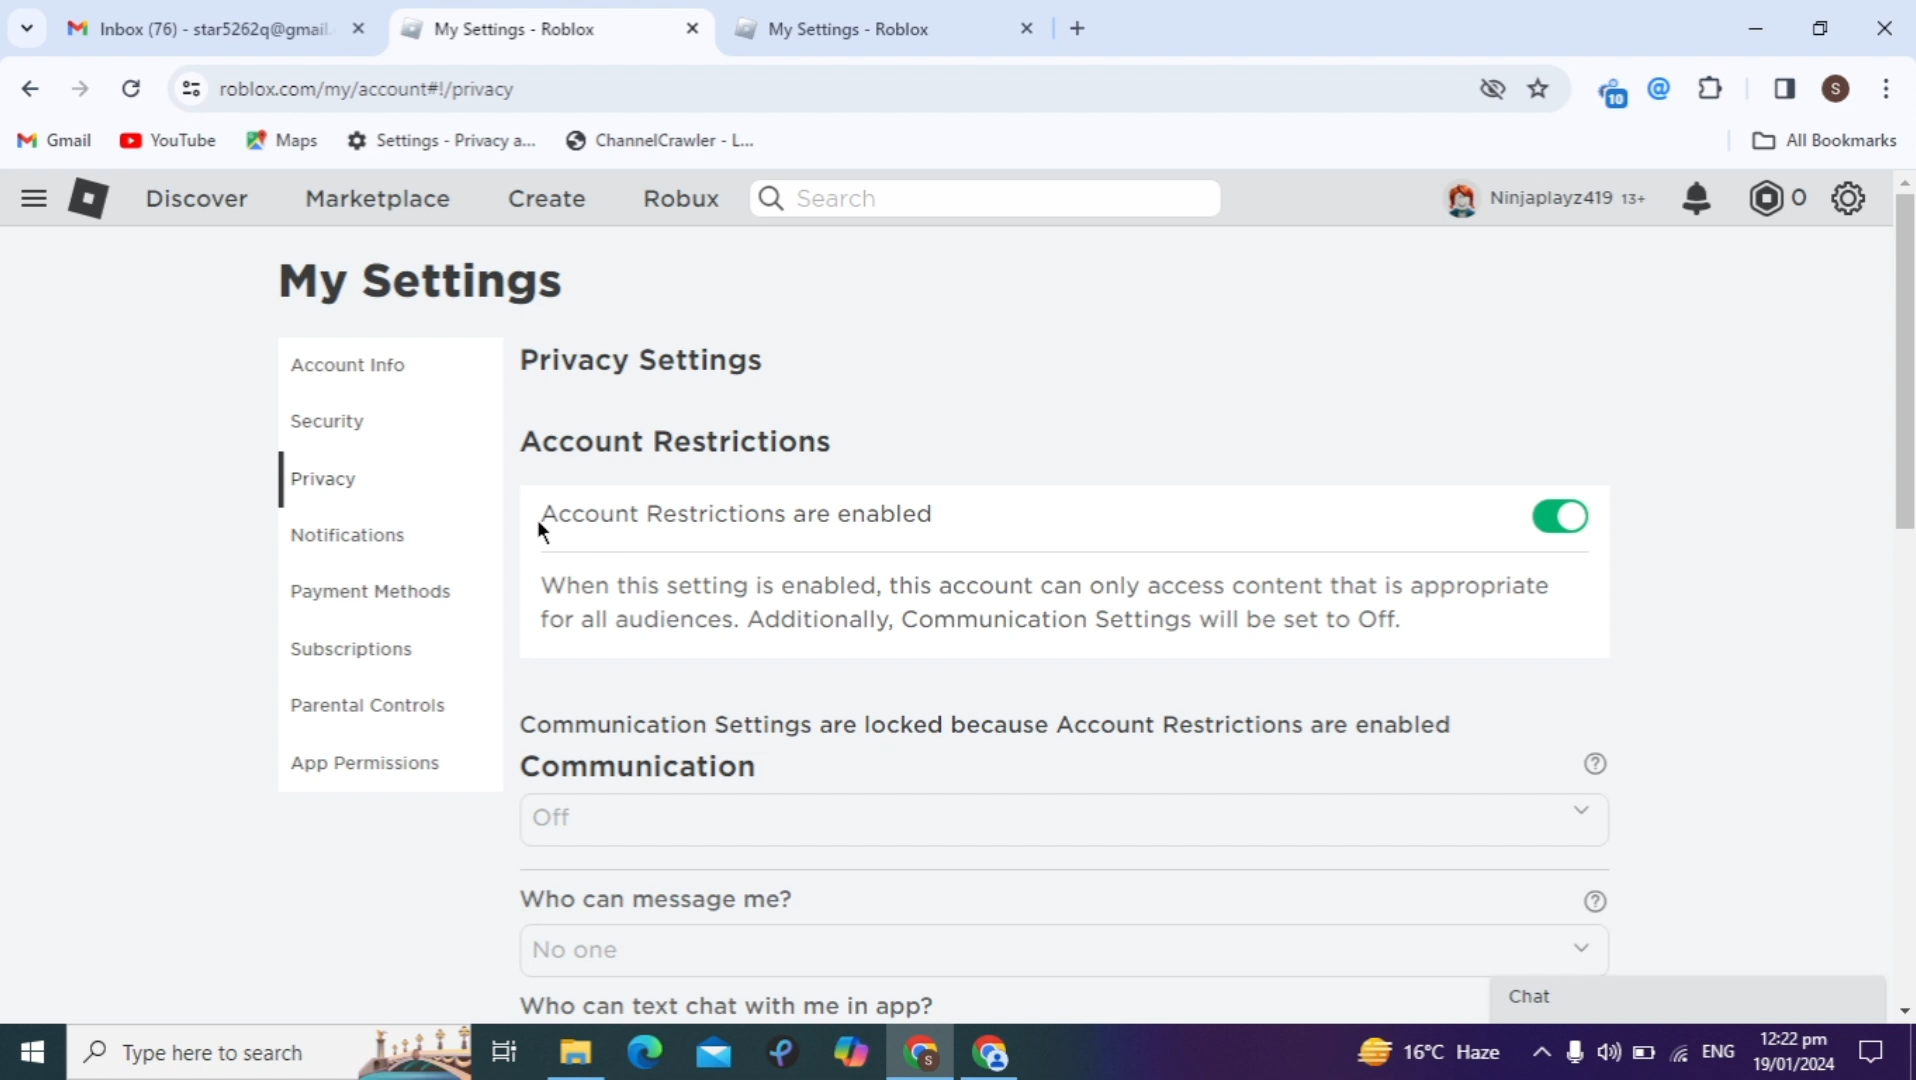 Inbox (76) - star5262q@gmail.
My Settings - Roblox
My Settings - Roblox
roblox.com/my/account#!/privacy
10
S
Gmail
YouTube
Maps
Settings - Privacy a...
ChannelCrawler - L...
All Bookmarks
Discover
Marketplace
Create
Robux
Search
Ninjaplayz419 13+
0
My Settings
Account Info
Security
Privacy
Notifications
Payment Methods
Subscriptions
Parental Controls
App Permissions
Privacy Settings
Account Restrictions
Account Restrictions are enabled
When this setting is enabled, this account can only access content that is appropriate
for all audiences. Additionally, Communication Settings will be set to Off.
Communication Settings are locked because Account Restrictions are enabled
Communication
Off
Who can message me?
No one
Who can text chat with me in app?
Chat
Type here to search
S
16°C Haze
ENG
12:22 pm
19/01/2024